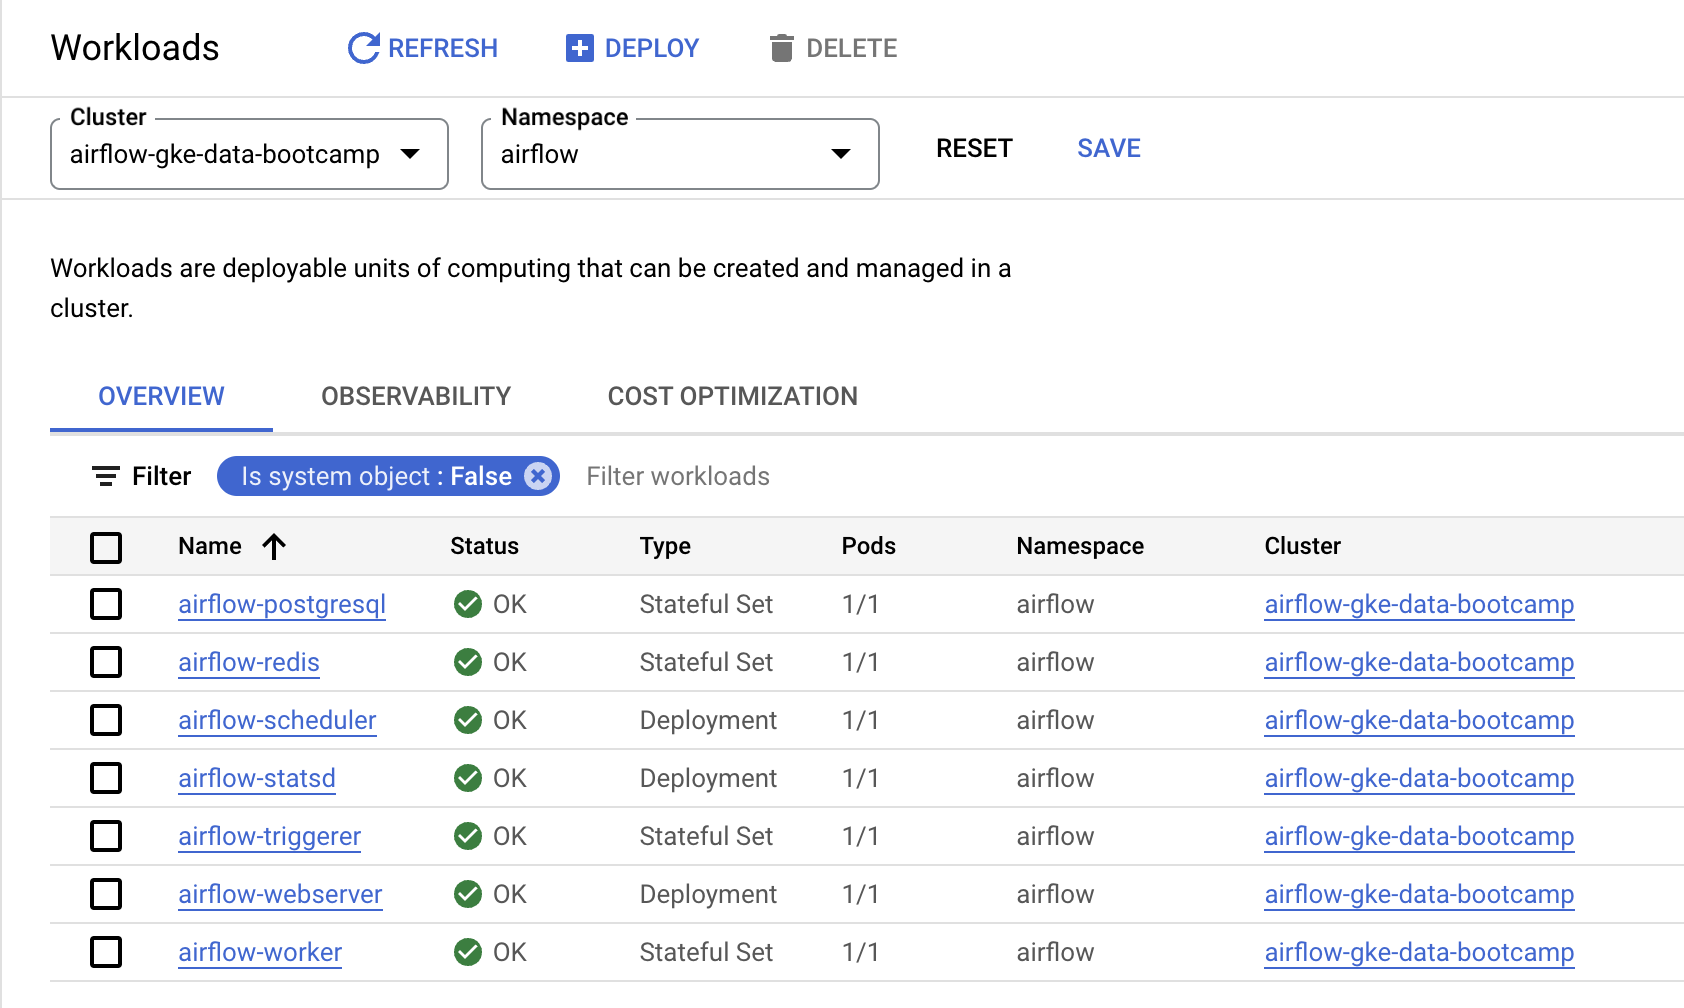 Workloads REFRESH DEPLOY DELETE
Cluster Namespace
airflow-gke-data-bootcamp airflow RESET SAVE
Workloads are deployable units of computing that can be created and managed in a
cluster.
OVERVIEW OBSERVABILITY COST OPTIMIZATION
Filter Is system object : False Filter workloads
Name Status Type Pods Namespace Cluster
airflow-postgresql OK Stateful Set 1/1 airflow airflow-gke-data-bootcamp
airflow-redis OK Stateful Set 1/1 airflow airflow-gke-data-bootcamp
airflow-scheduler OK Deployment 1/1 airflow airflow-gke-data-bootcamp
airflow-statsd OK Deployment 1/1 airflow airflow-gke-data-bootcamp
airflow-triggerer OK Stateful Set 1/1 airflow airflow-gke-data-bootcamp
airflow-webserver OK Deployment 1/1 airflow airflow-gke-data-bootcamp
airflow-worker OK Stateful Set 1/1 airflow airflow-gke-data-bootcamp